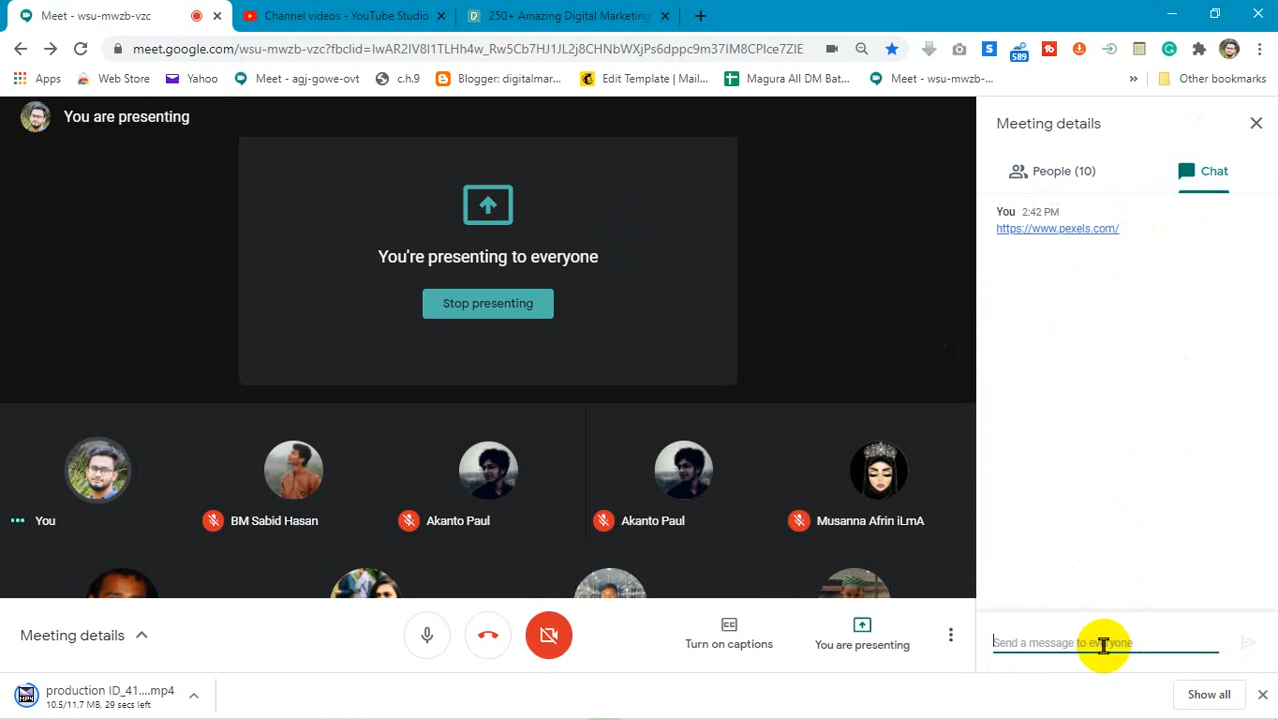 Meet - wsu-mwzb-vzc
Channel videos - YouTube Studio
250+ Amazing Digital Marketing
meet.google.com/wsu-mwzb-vzc?fbclid=IwAR2IV8I1TLHh4w_Rw5Cb7HJ1JL2j8CHNbWXjPs6dppc9m37IM8CPIce7ZIE
589
Apps
Web Store
Yahoo
Meet - agj-gowe-ovt
c.h.9
Blogger: digitalmar...
Edit Template | Mail...
Magura All DM Bat...
Meet - wsu-mwzb-...
»
Other bookmarks
You are presenting
You're presenting to everyone
Stop presenting
Meeting details
People (10)
Chat
You 2:42 PM
https://www.pexels.com/
You
BM Sabid Hasan
Akanto Paul
Akanto Paul
Musanna Afrin iLmA
Send a message to everyone
Meeting details
Turn on captions
You are presenting
production ID_41....mp4
10.5/11.7 MB, 29 secs left
Show all